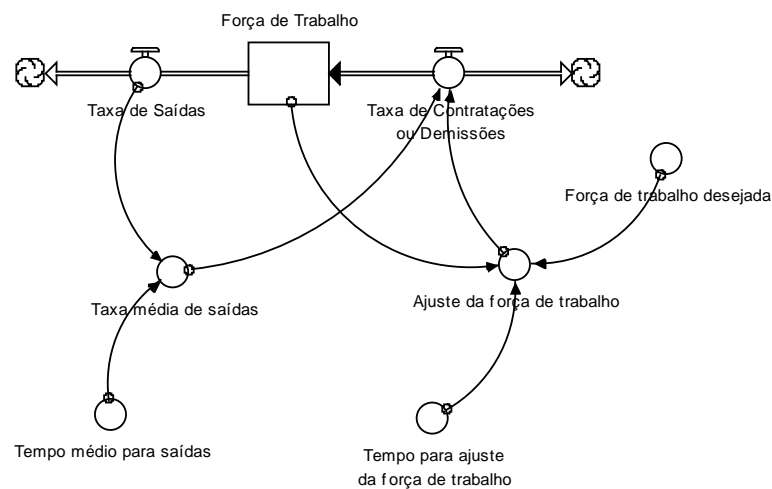 Força de Trabalho
Taxa de Saídas
Taxa de Contratações
ou Demissões
Força de trabalho desejada
Taxa média de saídas
Ajuste da força de trabalho
Tempo médio para saídas
Tempo para ajuste
da força de trabalho